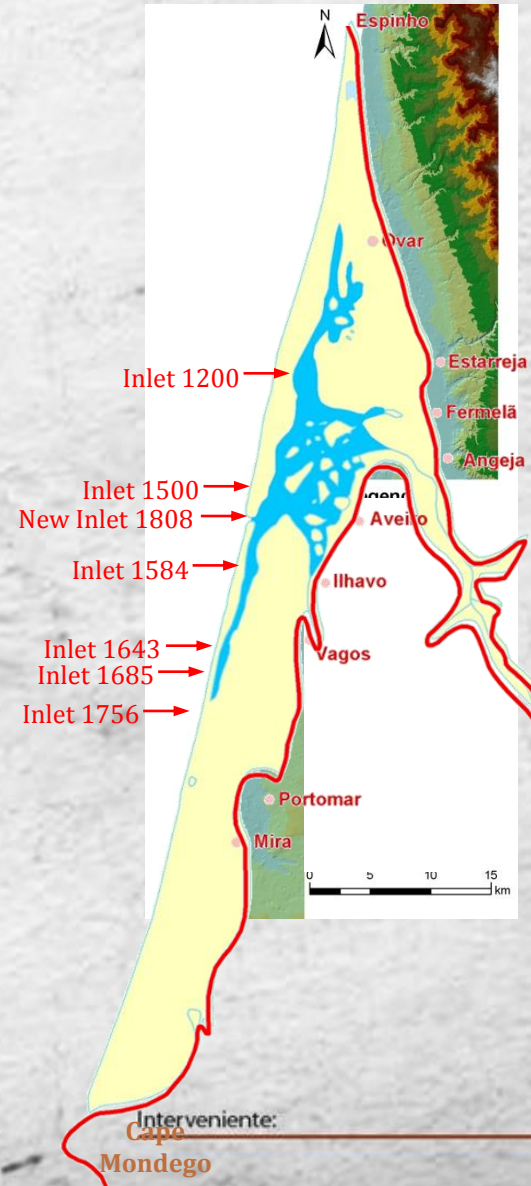 N
Espinho
Ovar
Estarreja
Inlet 1200
Fermelã
Angeja
Inlet 1500
New Inlet 1808
Aveiro
Inlet 1584
Ilhavo
Inlet 1643
Vagos
Inlet 1685
Inlet 1756
Portomar
Mira
0 5 10 15
km
Interveniente:
Cape
Mondego